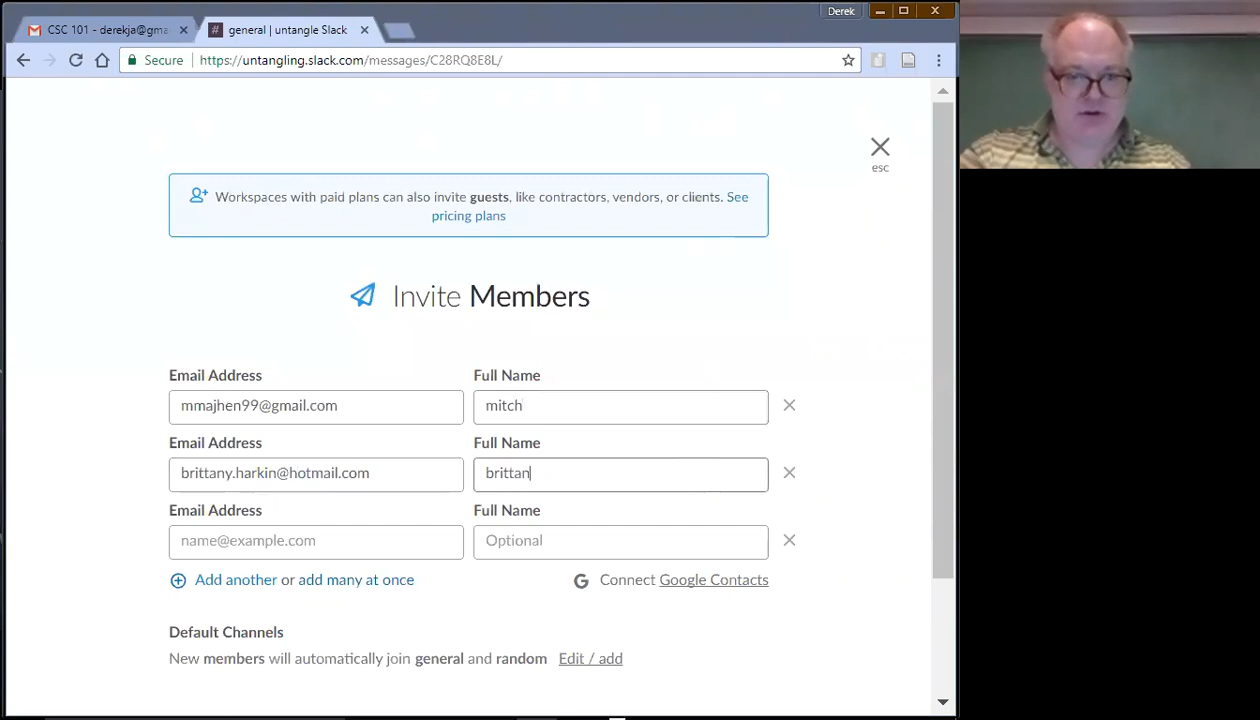 Derek
CSC 101 - derekja@gma
general | untangle Slack
Secure
https://untangling.slack.com/messages/C28RQ8E8L/
esc
Workspaces with paid plans can also invite guests, like contractors, vendors, or clients. See
pricing plans
Invite Members
Email Address
Full Name
mmajhen99@gmail.com
mitch
Email Address
Full Name
brittany.harkin@hotmail.com
brittan
Email Address
Full Name
name@example.com
Optional
Add another or add many at once
G Connect Google Contacts
Default Channels
New members will automatically join general and random Edit / add